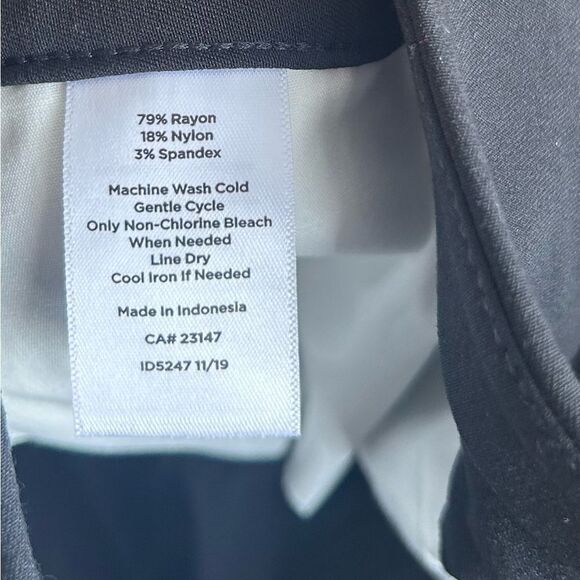 79% Rayon
18% Nylon
3% Spandex
Machine Wash Cold
Gentle Cycle
Only Non-Chlorine Bleach
When Needed
Line Dry
Cool Iron If Needed
Made In Indonesia
CA# 23147
ID5247 11/19